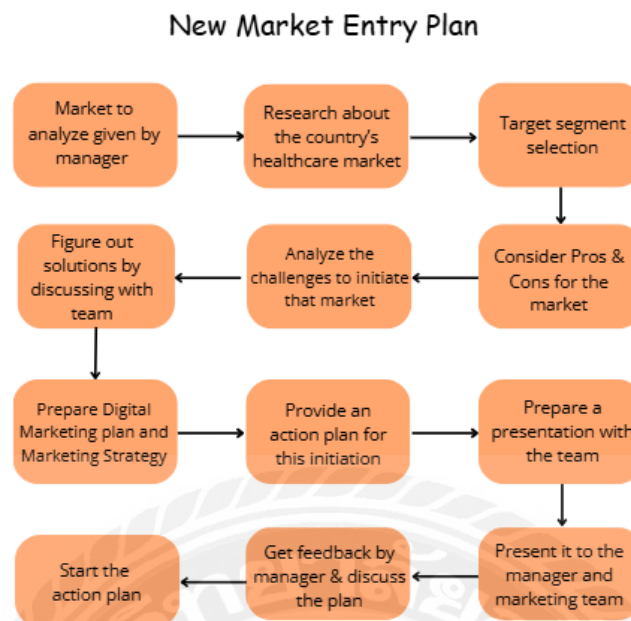 New Market Entry Plan
Market to
analyze given by
manager
Research about
the country's
healthcare market
Target segment
selection
Consider Pros &
Cons for the
market
Analyze the
challenges to initiate
that market
Figure out
solutions by
discussing with
team
Prepare Digital
Marketing plan and
Marketing Strategy
Provide an
action plan for
this initiation
Prepare a
presentation with
the team
Present it to the
manager and
marketing team
Get feedback by
manager & discuss
the plan
Start the
action plan